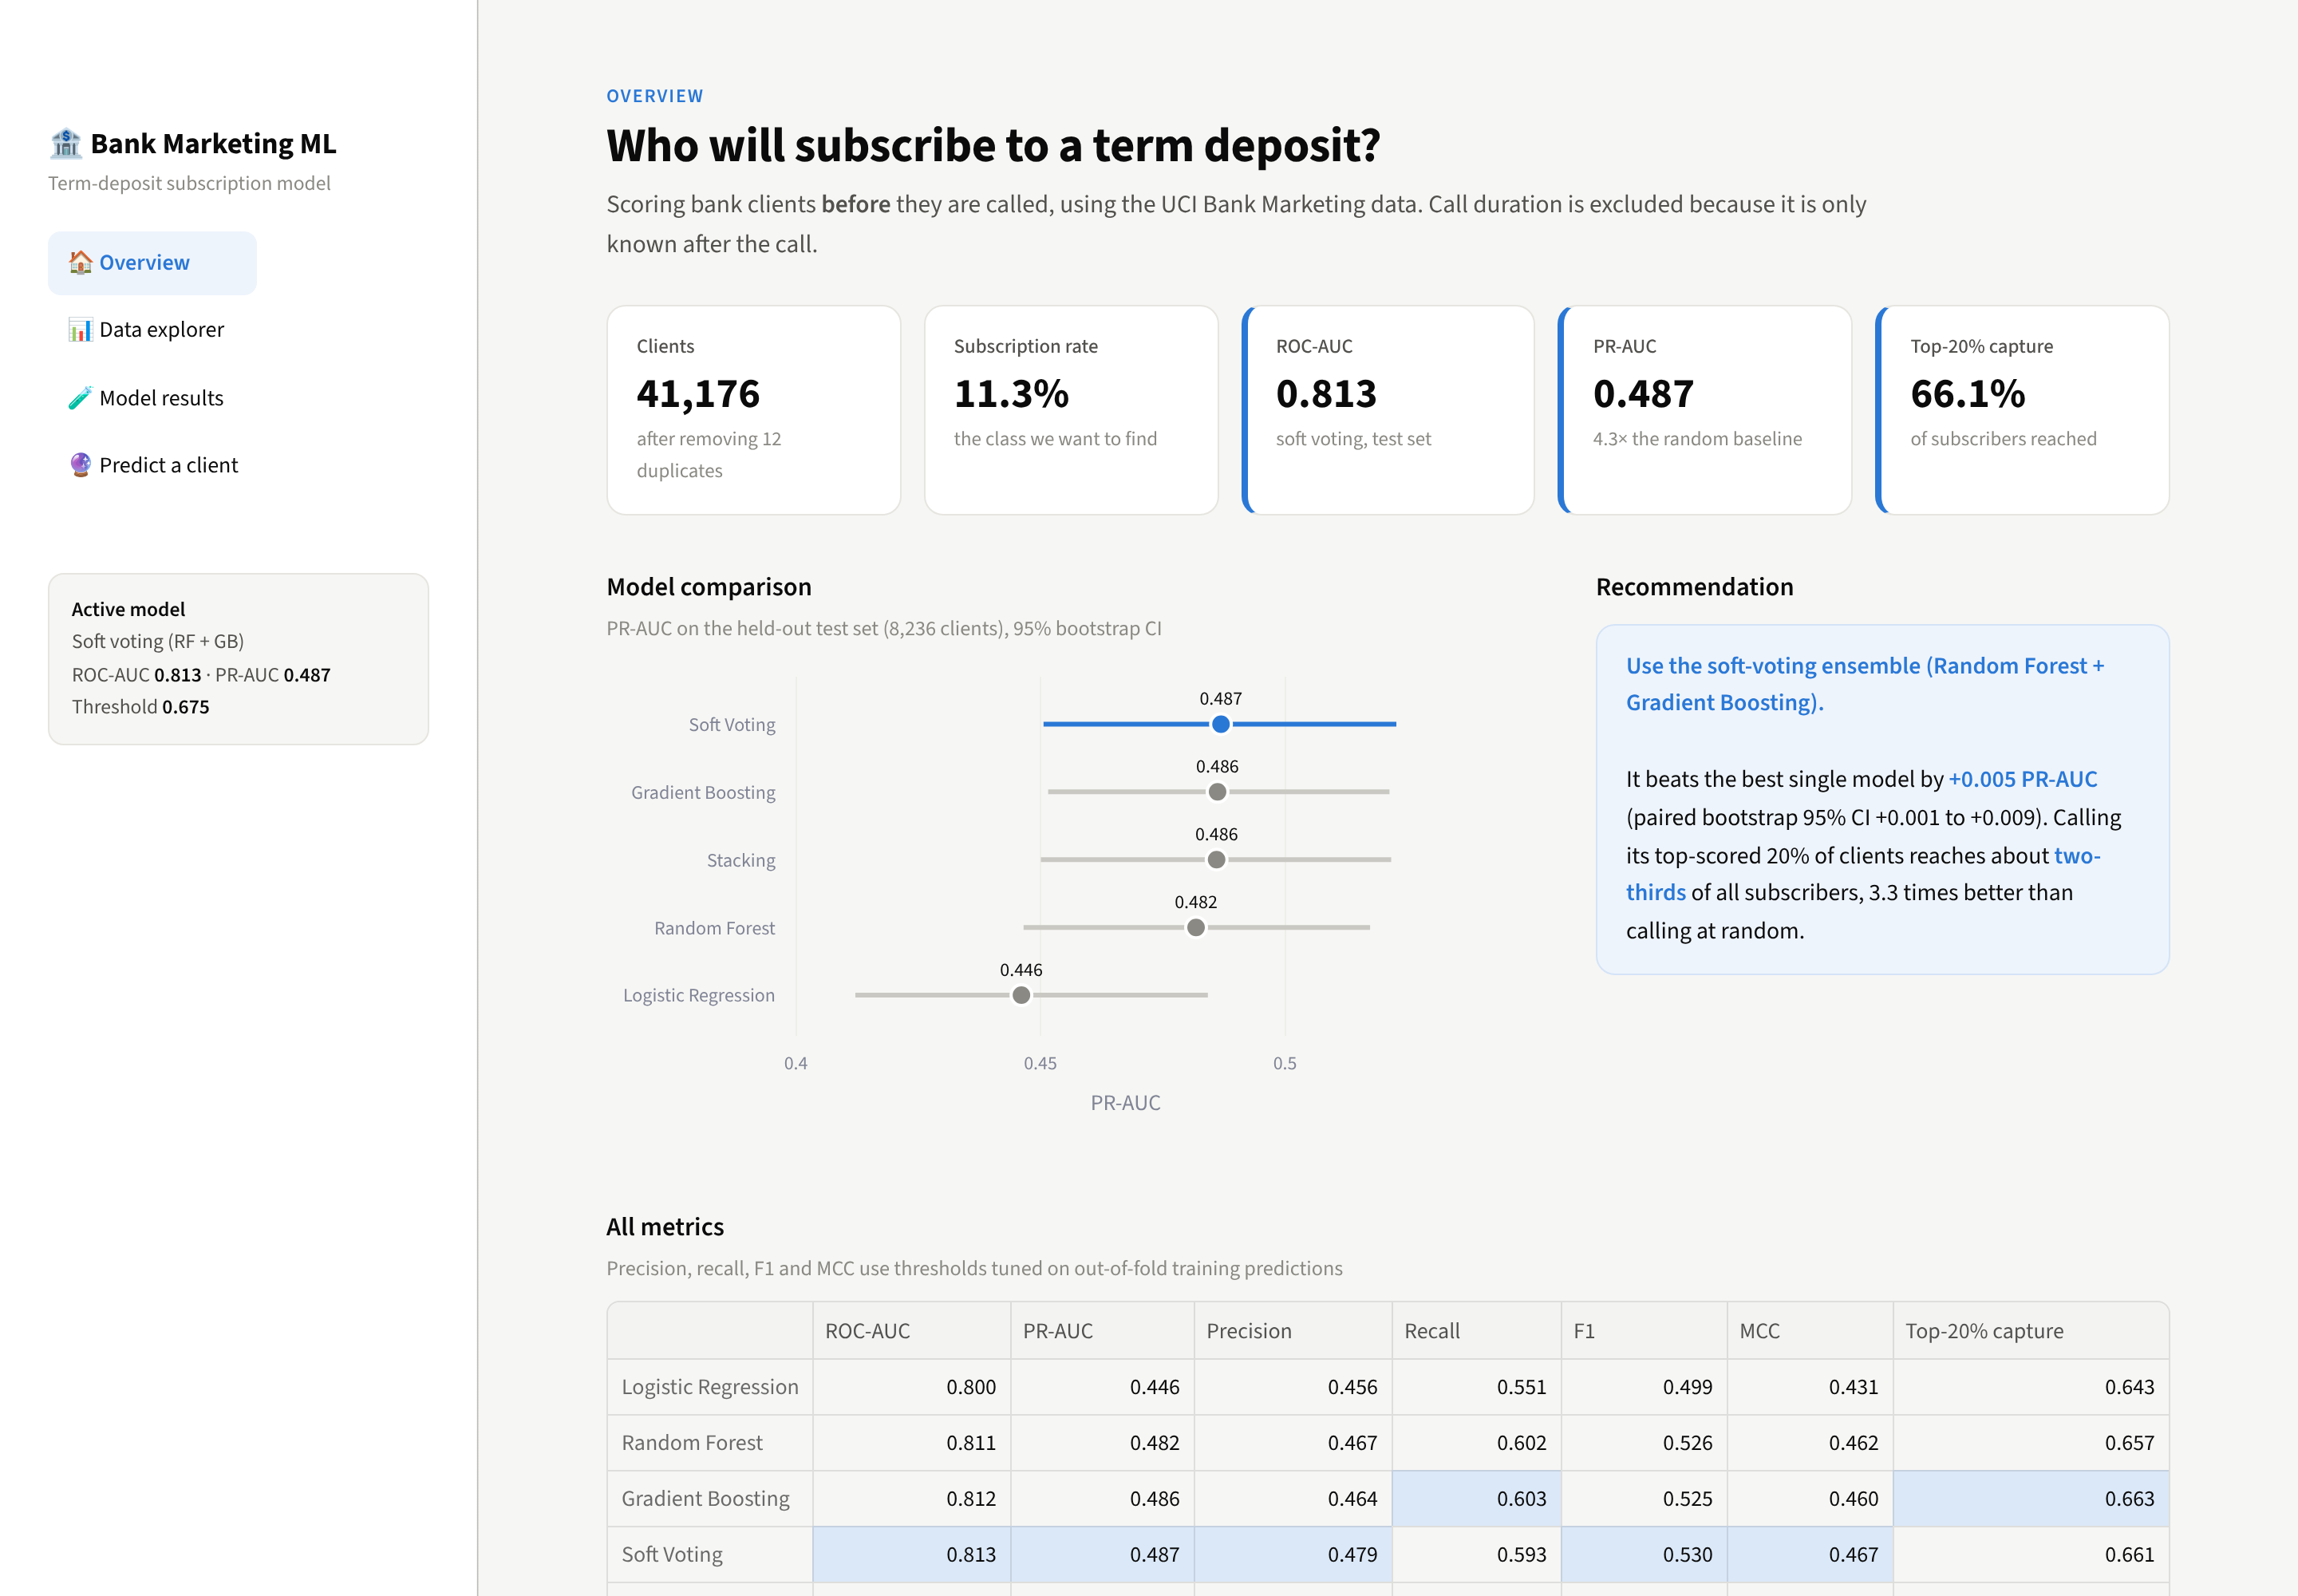 Bank Marketing ML
Term-deposit subscription model
Overview
Data explorer
Model results
Predict a client
Active model
Soft voting (RF + GB)
ROC-AUC 0.813 · PR-AUC 0.487
Threshold 0.675
OVERVIEW
Who will subscribe to a term deposit?
Scoring bank clients before they are called, using the UCI Bank Marketing data. Call duration is excluded because it is only
known after the call.
Clients
41,176
after removing 12
duplicates
Subscription rate
11.3%
the class we want to find
ROC-AUC
0.813
soft voting, test set
PR-AUC
0.487
4.3× the random baseline
Top-20% capture
66.1%
of subscribers reached
Model comparison
PR-AUC on the held-out test set (8,236 clients), 95% bootstrap CI
0.487
Soft Voting
0.486
Gradient Boosting
0.486
Stacking
0.482
Random Forest
0.446
Logistic Regression
0.4 0.45 0.5
PR-AUC
Recommendation
Use the soft-voting ensemble (Random Forest +
Gradient Boosting).
It beats the best single model by +0.005 PR-AUC
(paired bootstrap 95% CI +0.001 to +0.009). Calling
its top-scored 20% of clients reaches about two-
thirds of all subscribers, 3.3 times better than
calling at random.
All metrics
Precision, recall, F1 and MCC use thresholds tuned on out-of-fold training predictions
ROC-AUC PR-AUC Precision Recall F1 MCC Top-20% capture
Logistic Regression 0.800 0.446 0.456 0.551 0.499 0.431 0.643
Random Forest 0.811 0.482 0.467 0.602 0.526 0.462 0.657
Gradient Boosting 0.812 0.486 0.464 0.603 0.525 0.460 0.663
Soft Voting 0.813 0.487 0.479 0.593 0.530 0.467 0.661